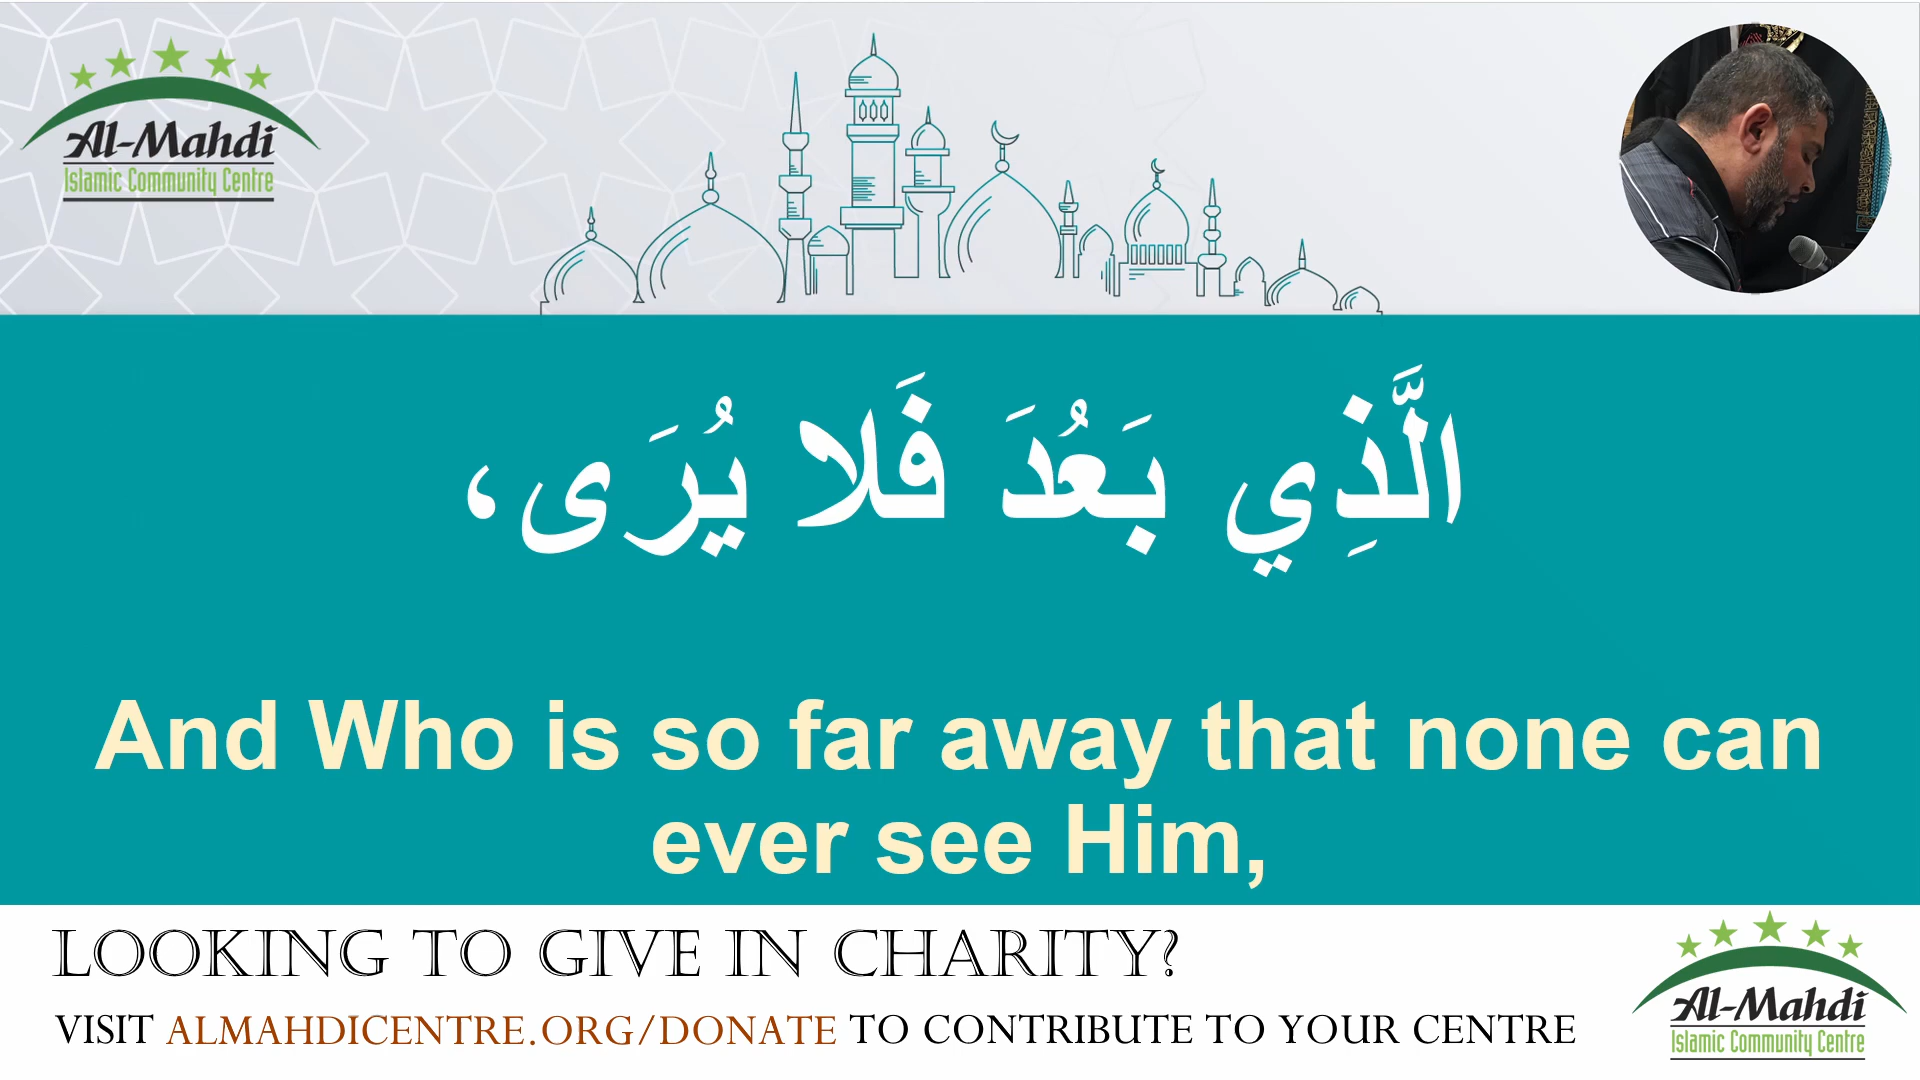 Al-Mahdi
Islamic Community Centre
الَّذِي بَعُدَ فَلا يُرَى،
And Who is so far away that none can
ever see Him,
LOOKING TO GIVE IN CHARITY?
VISIT ALMAHDICENTRE.ORG/DONATE TO CONTRIBUTE TO YOUR CENTRE
Al-Mahdi
Islamic Community Centre